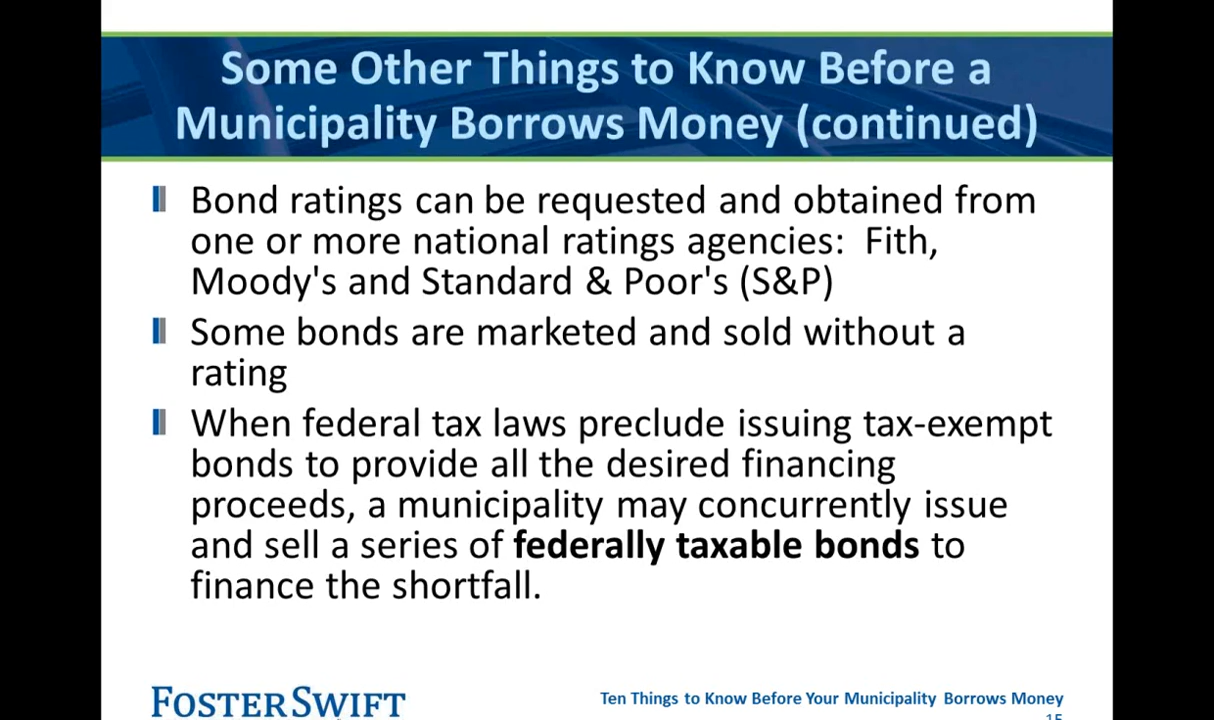 Some Other Things to Know Before a
Municipality Borrows Money (continued)
Bond ratings can be requested and obtained from
one or more national ratings agencies:  Fith,
Moody's and Standard & Poor's (S&P)
Some bonds are marketed and sold without a
rating
When federal tax laws preclude issuing tax-exempt
bonds to provide all the desired financing
proceeds, a municipality may concurrently issue
and sell a series of federally taxable bonds to
finance the shortfall.
FOSTER SWIFT
Ten Things to Know Before Your Municipality Borrows Money
15